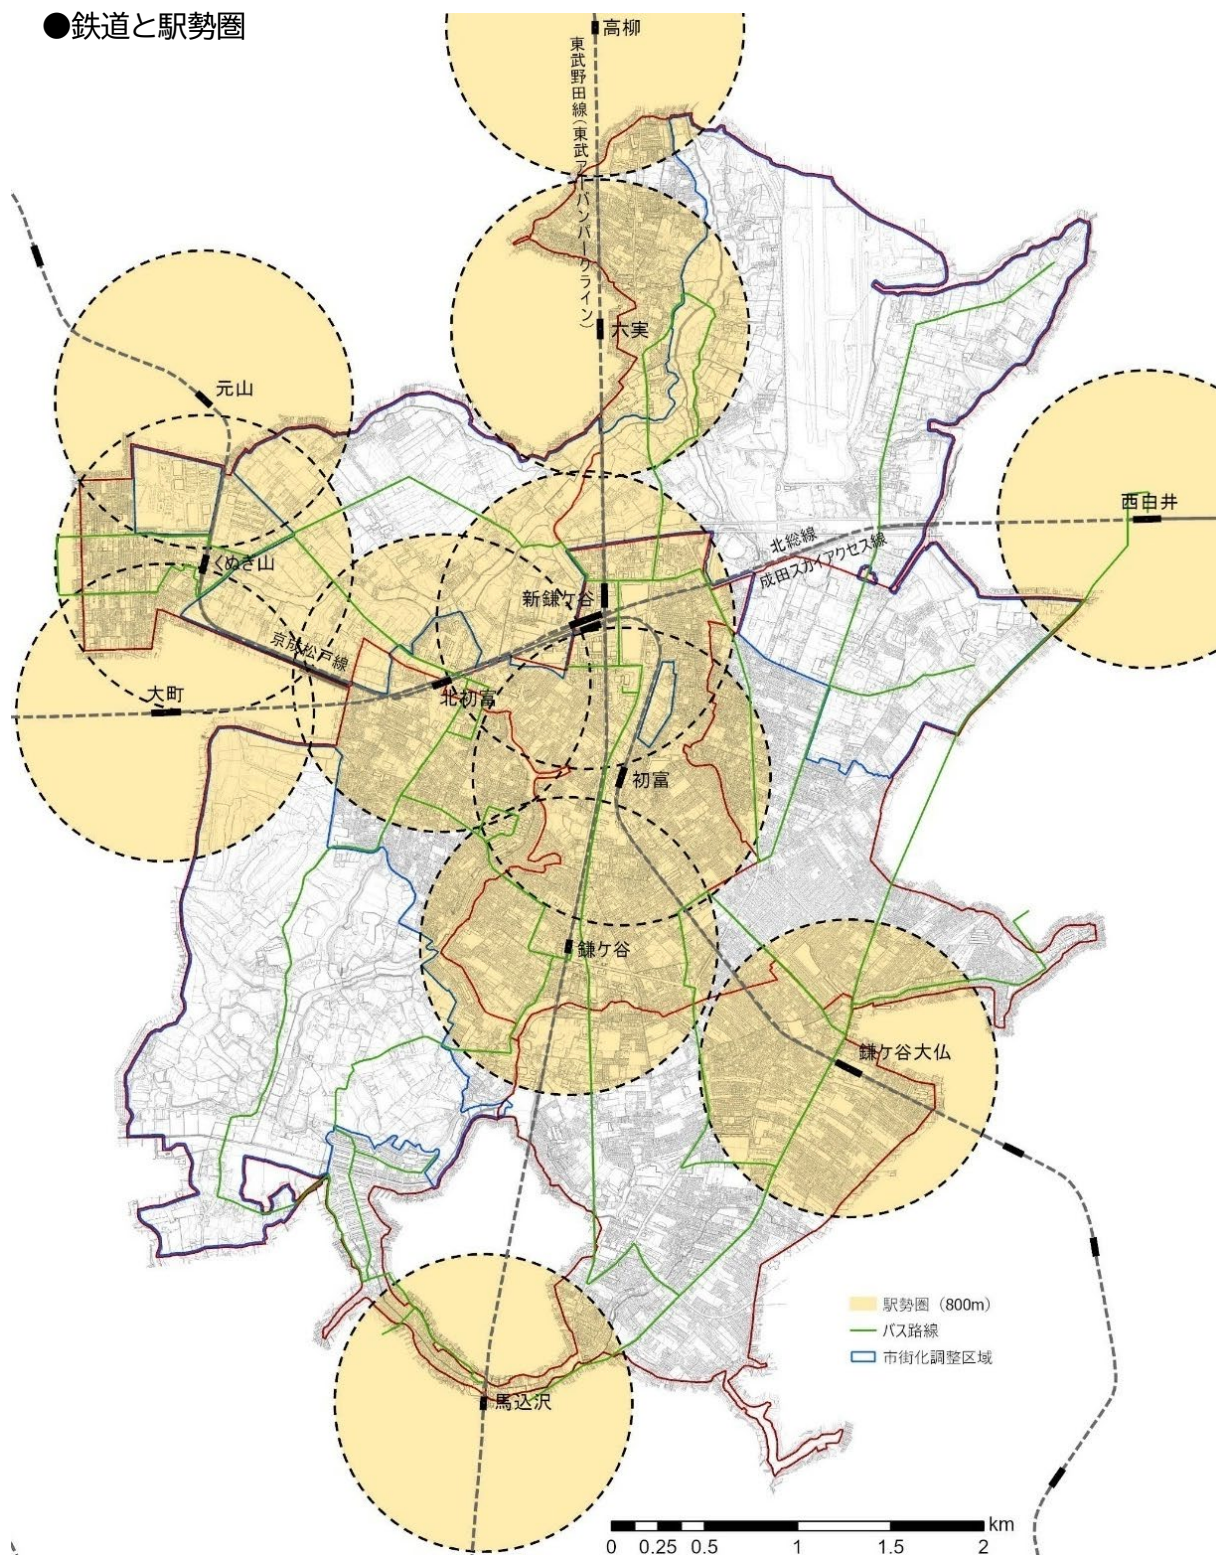 ●鉄道と駅勢圏
高柳
東武野田線(東武アーバンパークライン)
六実
元山
西白井
北総線
成田スカイアクセス線
くぬぎ山
新鎌ケ谷
京成松戸線
大町
北初富
初富
鎌ケ谷
鎌ケ谷大仏
駅勢圏（800m）
バス路線
市街化調整区域
馬込沢
km
0 0.25 0.5 1 1.5 2